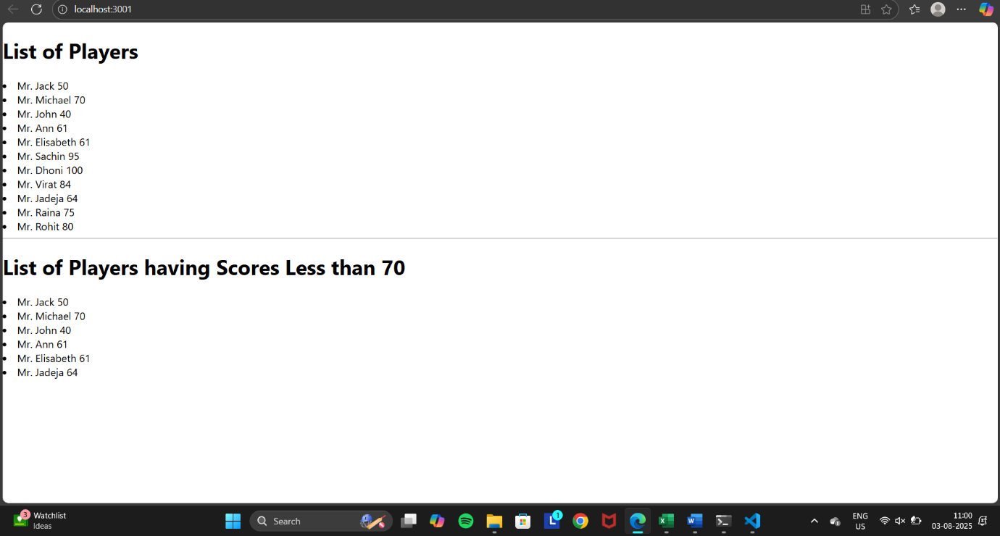 localhost:3001
List of Players
Mr. Jack 50
Mr. Michael 70
Mr. John 40
Mr. Ann 61
Mr. Elisabeth 61
Mr. Sachin 95
Mr. Dhoni 100
Mr. Virat 84
Mr. Jadeja 64
Mr. Raina 75
Mr. Rohit 80
List of Players having Scores Less than 70
Mr. Jack 50
Mr. Michael 70
Mr. John 40
Mr. Ann 61
Mr. Elisabeth 61
Mr. Jadeja 64
3
Watchlist
Ideas
Search
L 1
W
ENG
US
11:00
03-08-2025